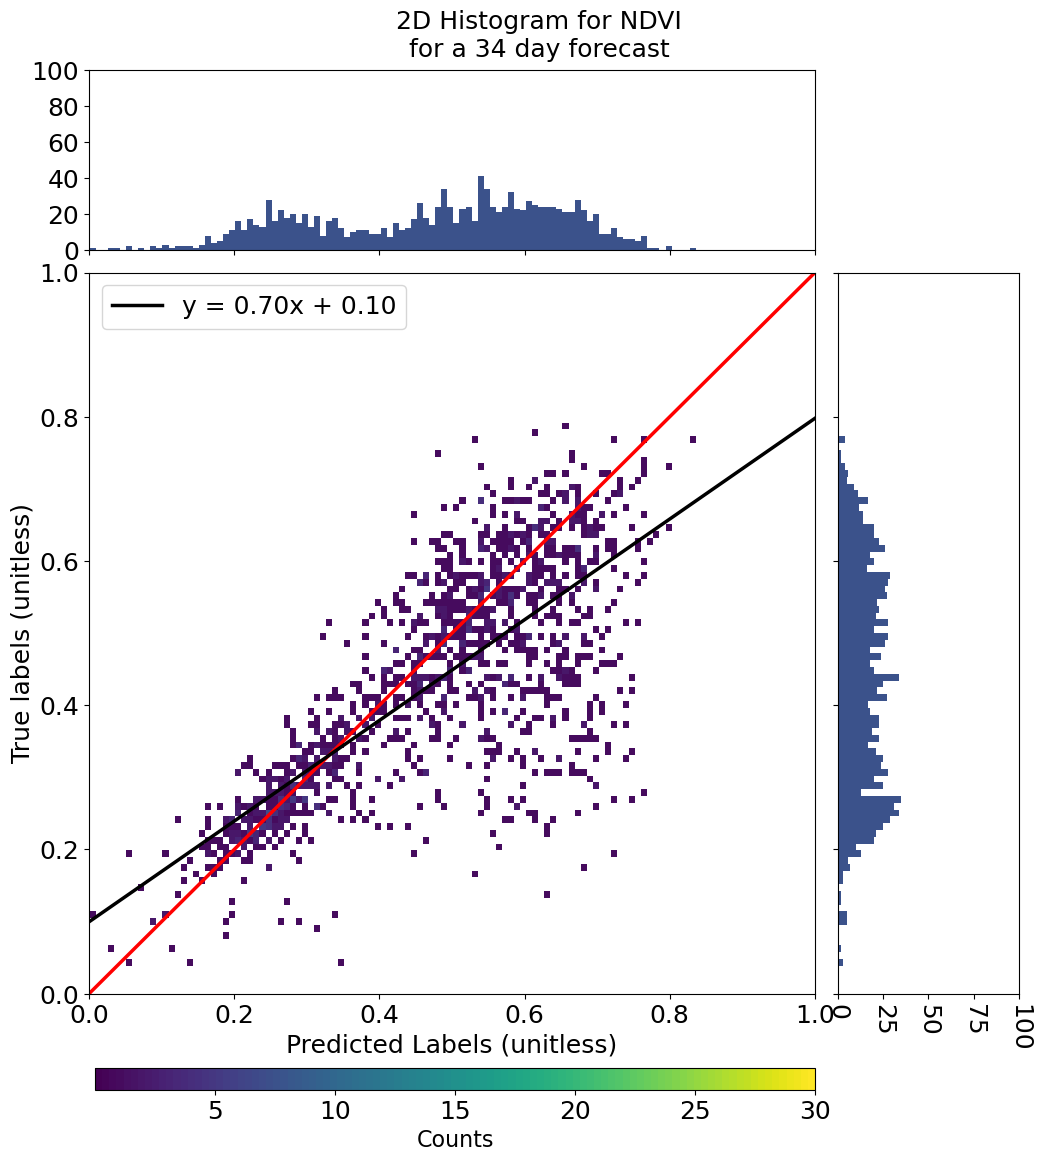 2D Histogram for NDVI
for a 34 day forecast
100
80
60
40
20
0
1.0
0.8
0.6
0.4
0.2
0.0
True labels (unitless)
y = 0.70x + 0.10
0.0 0.2 0.4 0.6 0.8 1.0
Predicted Labels (unitless)
0 25 50 75 100
5 10 15 20 25 30
Counts